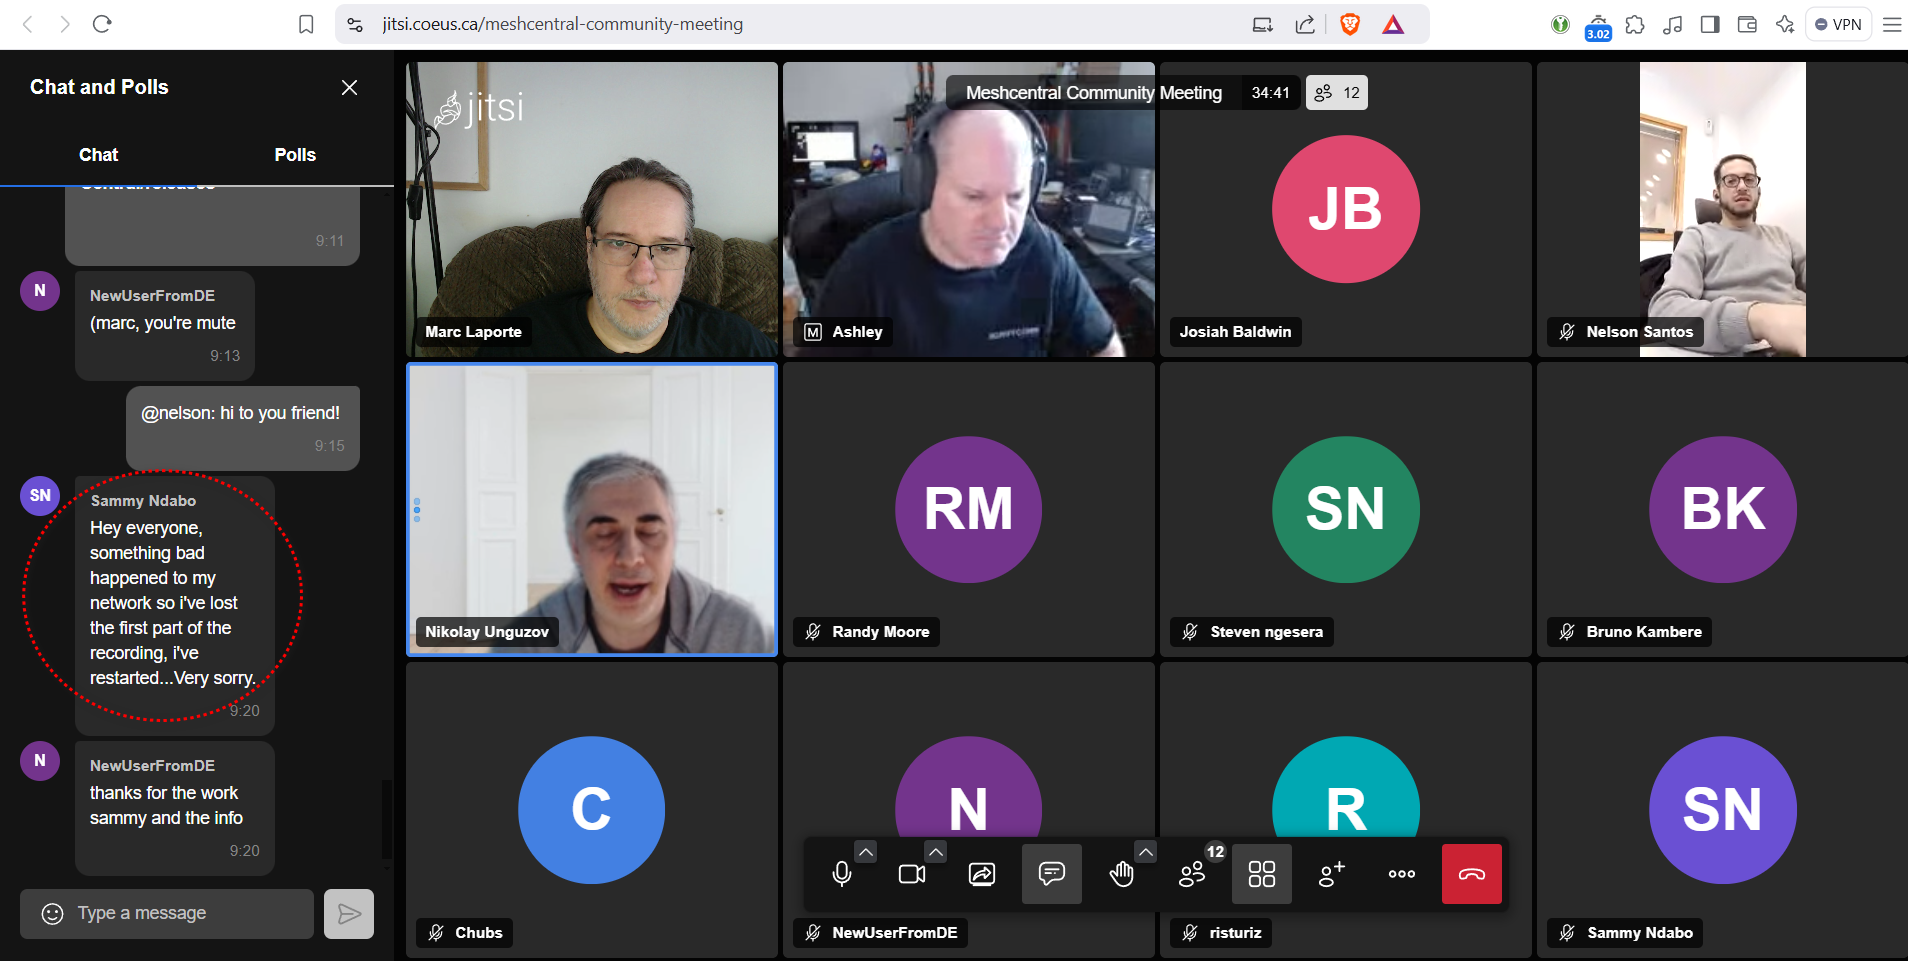 jitsi.coeus.ca/meshcentral-community-meeting
3.02
VPN
Chat and Polls
Chat
Polls
9:11
N
NewUserFromDE
(marc, you're mute
9:13
@nelson: hi to you friend!
9:15
SN
Sammy Ndabo
Hey everyone,
something bad
happened to my
network so i've lost
the first part of the
recording, i've
restarted...Very sorry.
9:20
N
NewUserFromDE
thanks for the work
sammy and the info
9:20
Type a message
jitsi
Meshcentral Community Meeting
34:41
12
Marc Laporte
M
Ashley
JB
Josiah Baldwin
Nelson Santos
Nikolay Unguzov
RM
Randy Moore
SN
Steven ngesera
BK
Bruno Kambere
C
Chubs
N
NewUserFromDE
R
risturiz
SN
Sammy Ndabo
12